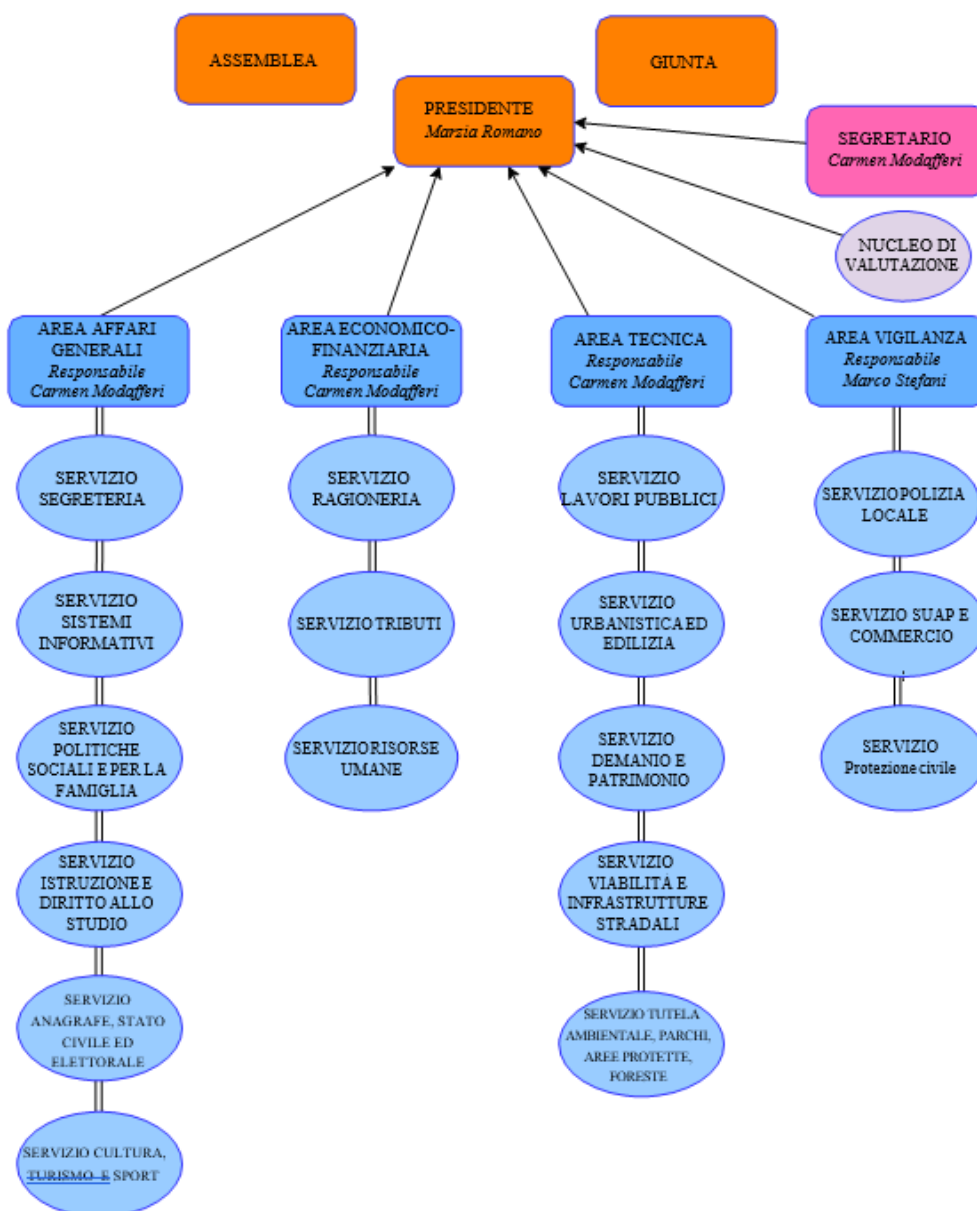 ASSEMBLEA
GIUNTA
PRESIDENTE
Marzia Romano
SEGRETARIO
Carmen Modafferi
NUCLEO DI
VALUTAZIONE
AREA AFFARI
GENERALI
Responsabile
Carmen Modafferi
AREA ECONOMICO-
FINANZIARIA
Responsabile
Carmen Modafferi
AREA TECNICA
Responsabile
Carmen Modafferi
AREA VIGILANZA
Responsabile
Marco Stefani
SERVIZIO
SEGRETERIA
SERVIZIO
SISTEMI
INFORMATIVI
SERVIZIO
POLITICHE
SOCIALI E PER LA
FAMIGLIA
SERVIZIO
ISTRUZIONE E
DIRITTO ALLO
STUDIO
SERVIZIO
ANAGRAFE, STATO
CIVILE ED
ELETTORALE
SERVIZIO CULTURA,
TURISMO E SPORT
SERVIZIO
RAGIONERIA
SERVIZIO TRIBUTI
SERVIZIO RISORSE
UMANE
SERVIZIO
LAVORI PUBBLICI
SERVIZIO
URBANISTICA ED
EDILIZIA
SERVIZIO
DEMANIO E
PATRIMONIO
SERVIZIO
VIABILITÀ E
INFRASTRUTTURE
STRADALI
SERVIZIO TUTELA
AMBIENTALE, PARCHI,
AREE PROTETTE,
FORESTE
SERVIZIO POLIZIA
LOCALE
SERVIZIO SUAP E
COMMERCIO
SERVIZIO
Protezione civile